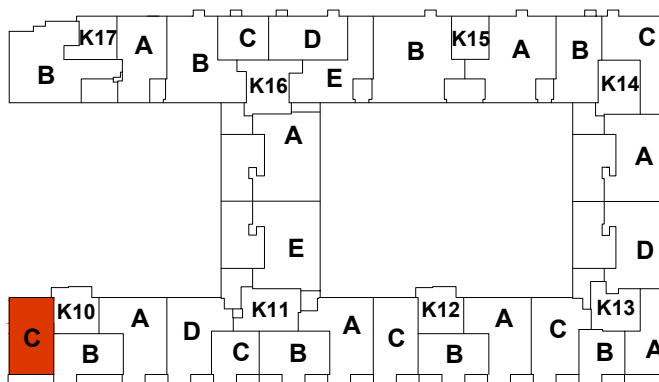 K17 A B C D B K15 A B C
B K16 E K14
A A
E D
K10 A D K11 A C K12 A C K13
C B C B B B A